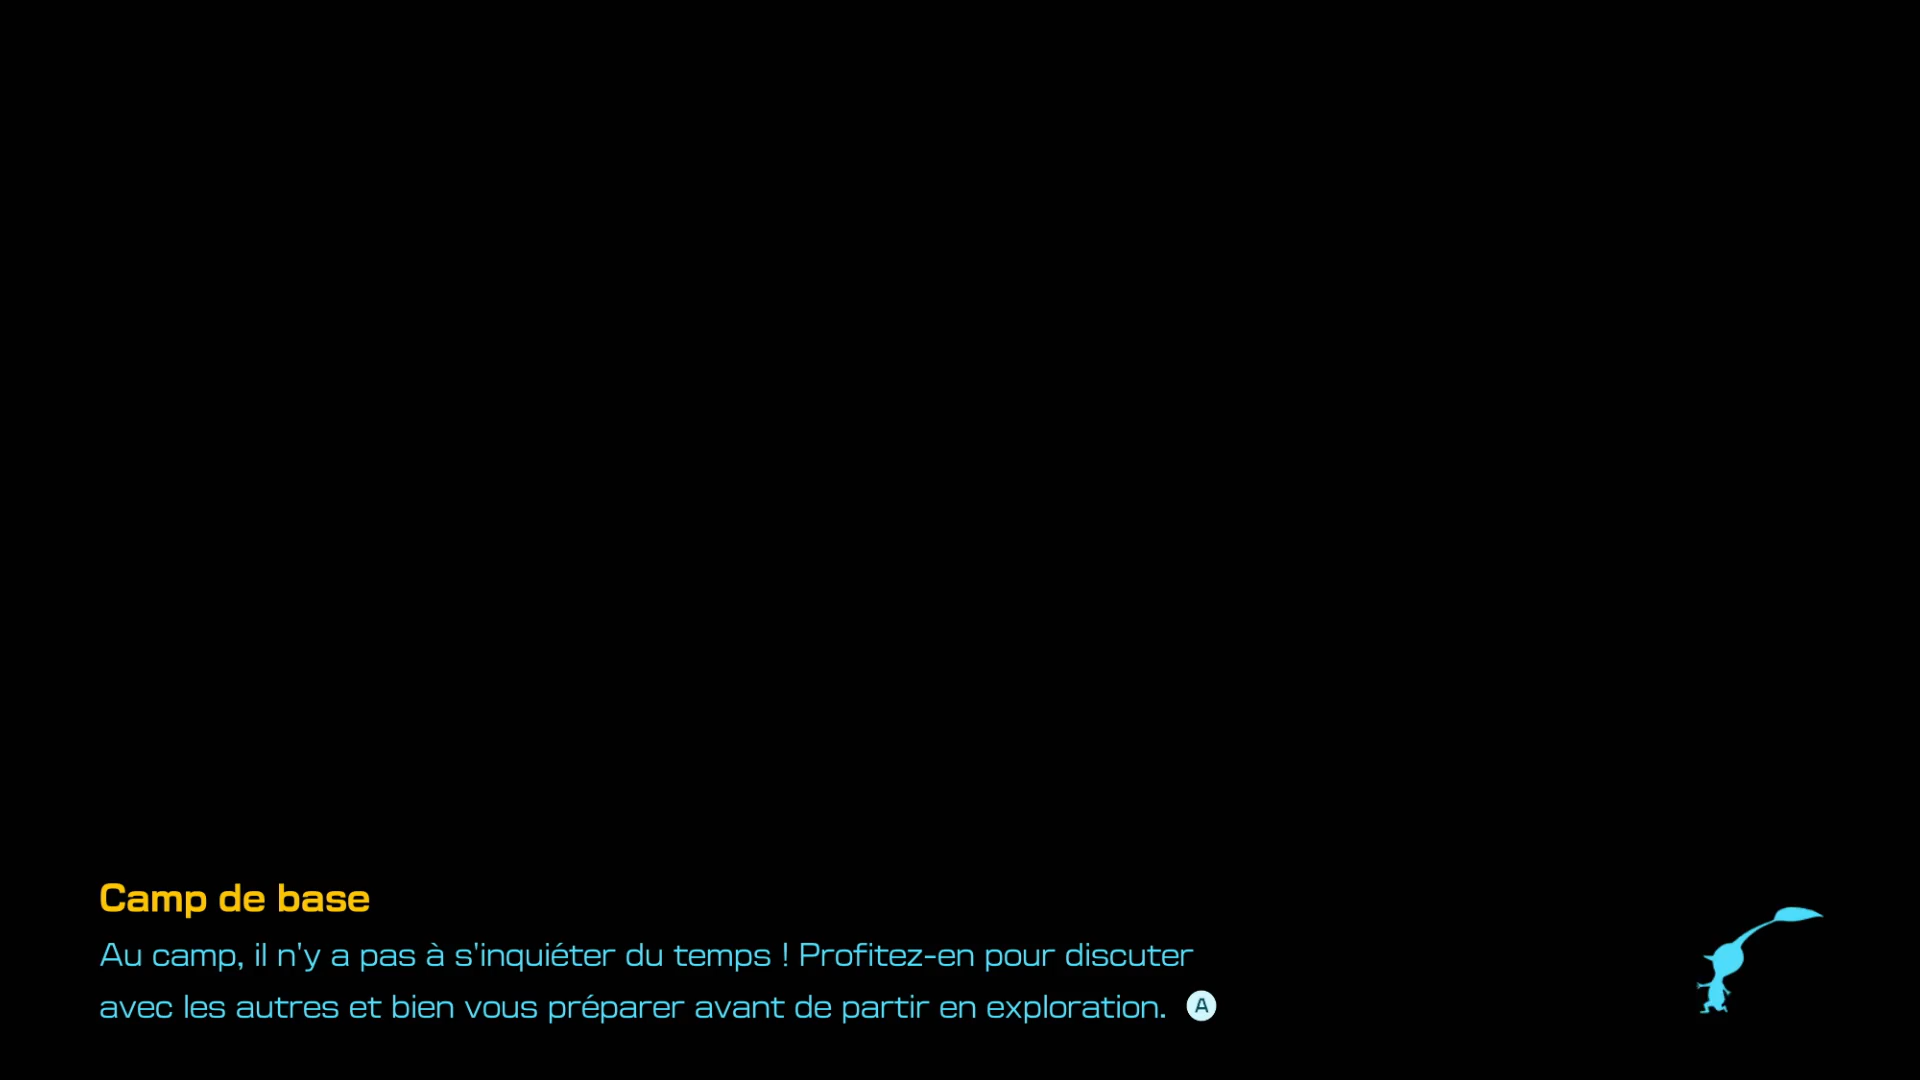 Camp de base
Au camp, il n'y a pas à s'inquiéter du temps ! Profitez-en pour discuter
avec les autres et bien vous préparer avant de partir en exploration. A